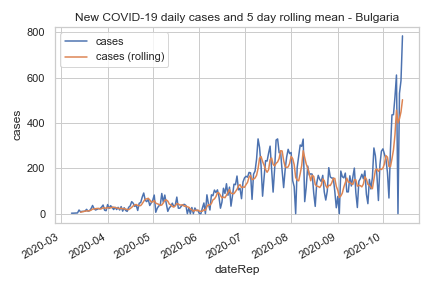 New COVID-19 daily cases and 5 day rolling mean - Bulgaria
800
600
400
200
0
cases
cases
cases (rolling)
2020-03
2020-04
2020-05
2020-06
2020-07
2020-08
2020-09
2020-10
dateRep